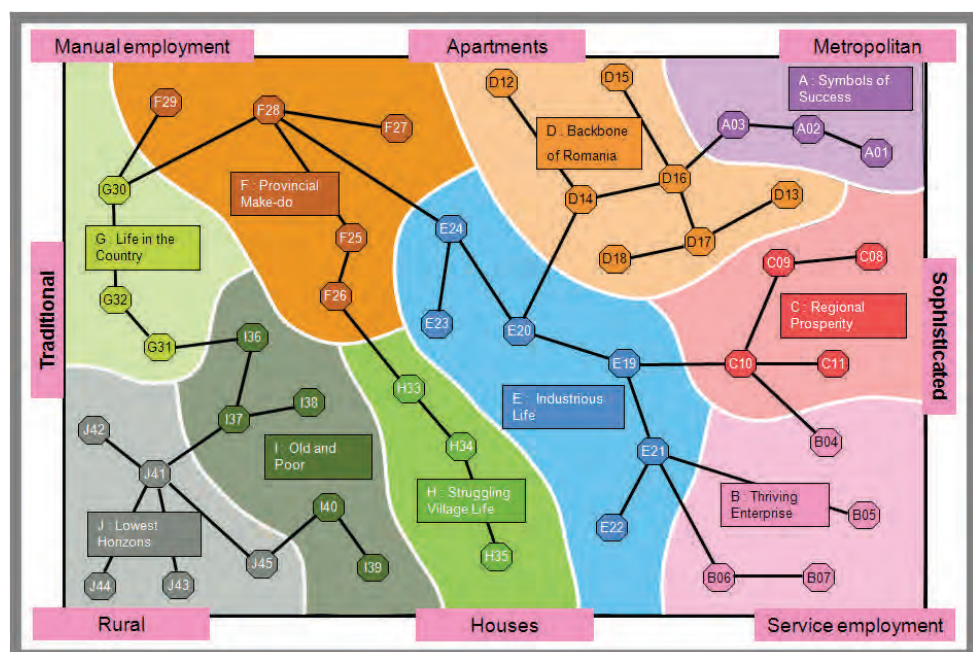 Manual employment
Apartments
Metropolitan
D12
D15
A : Symbols of
Success
F29
F28
F27
A03
A02
A01
D : Backbone
of Romania
G30
F : Provincial
Make-do
D16
D14
D13
G : Life in the
Country
F25
E24
D17
D18
C09
C08
Traditional
Sophisticated
G32
F26
E23
E20
C : Regional
Prosperity
G31
I36
E19
C10
C11
H33
E : Industrious
Life
I38
I37
J42
I : Old and
Poor
H34
B04
E21
J41
H : Struggling
Village Life
B : Thriving
Enterprise
I40
B05
J : Lowest
Horizons
E22
H35
J45
I39
J44
J43
B06
B07
Rural
Houses
Service employment